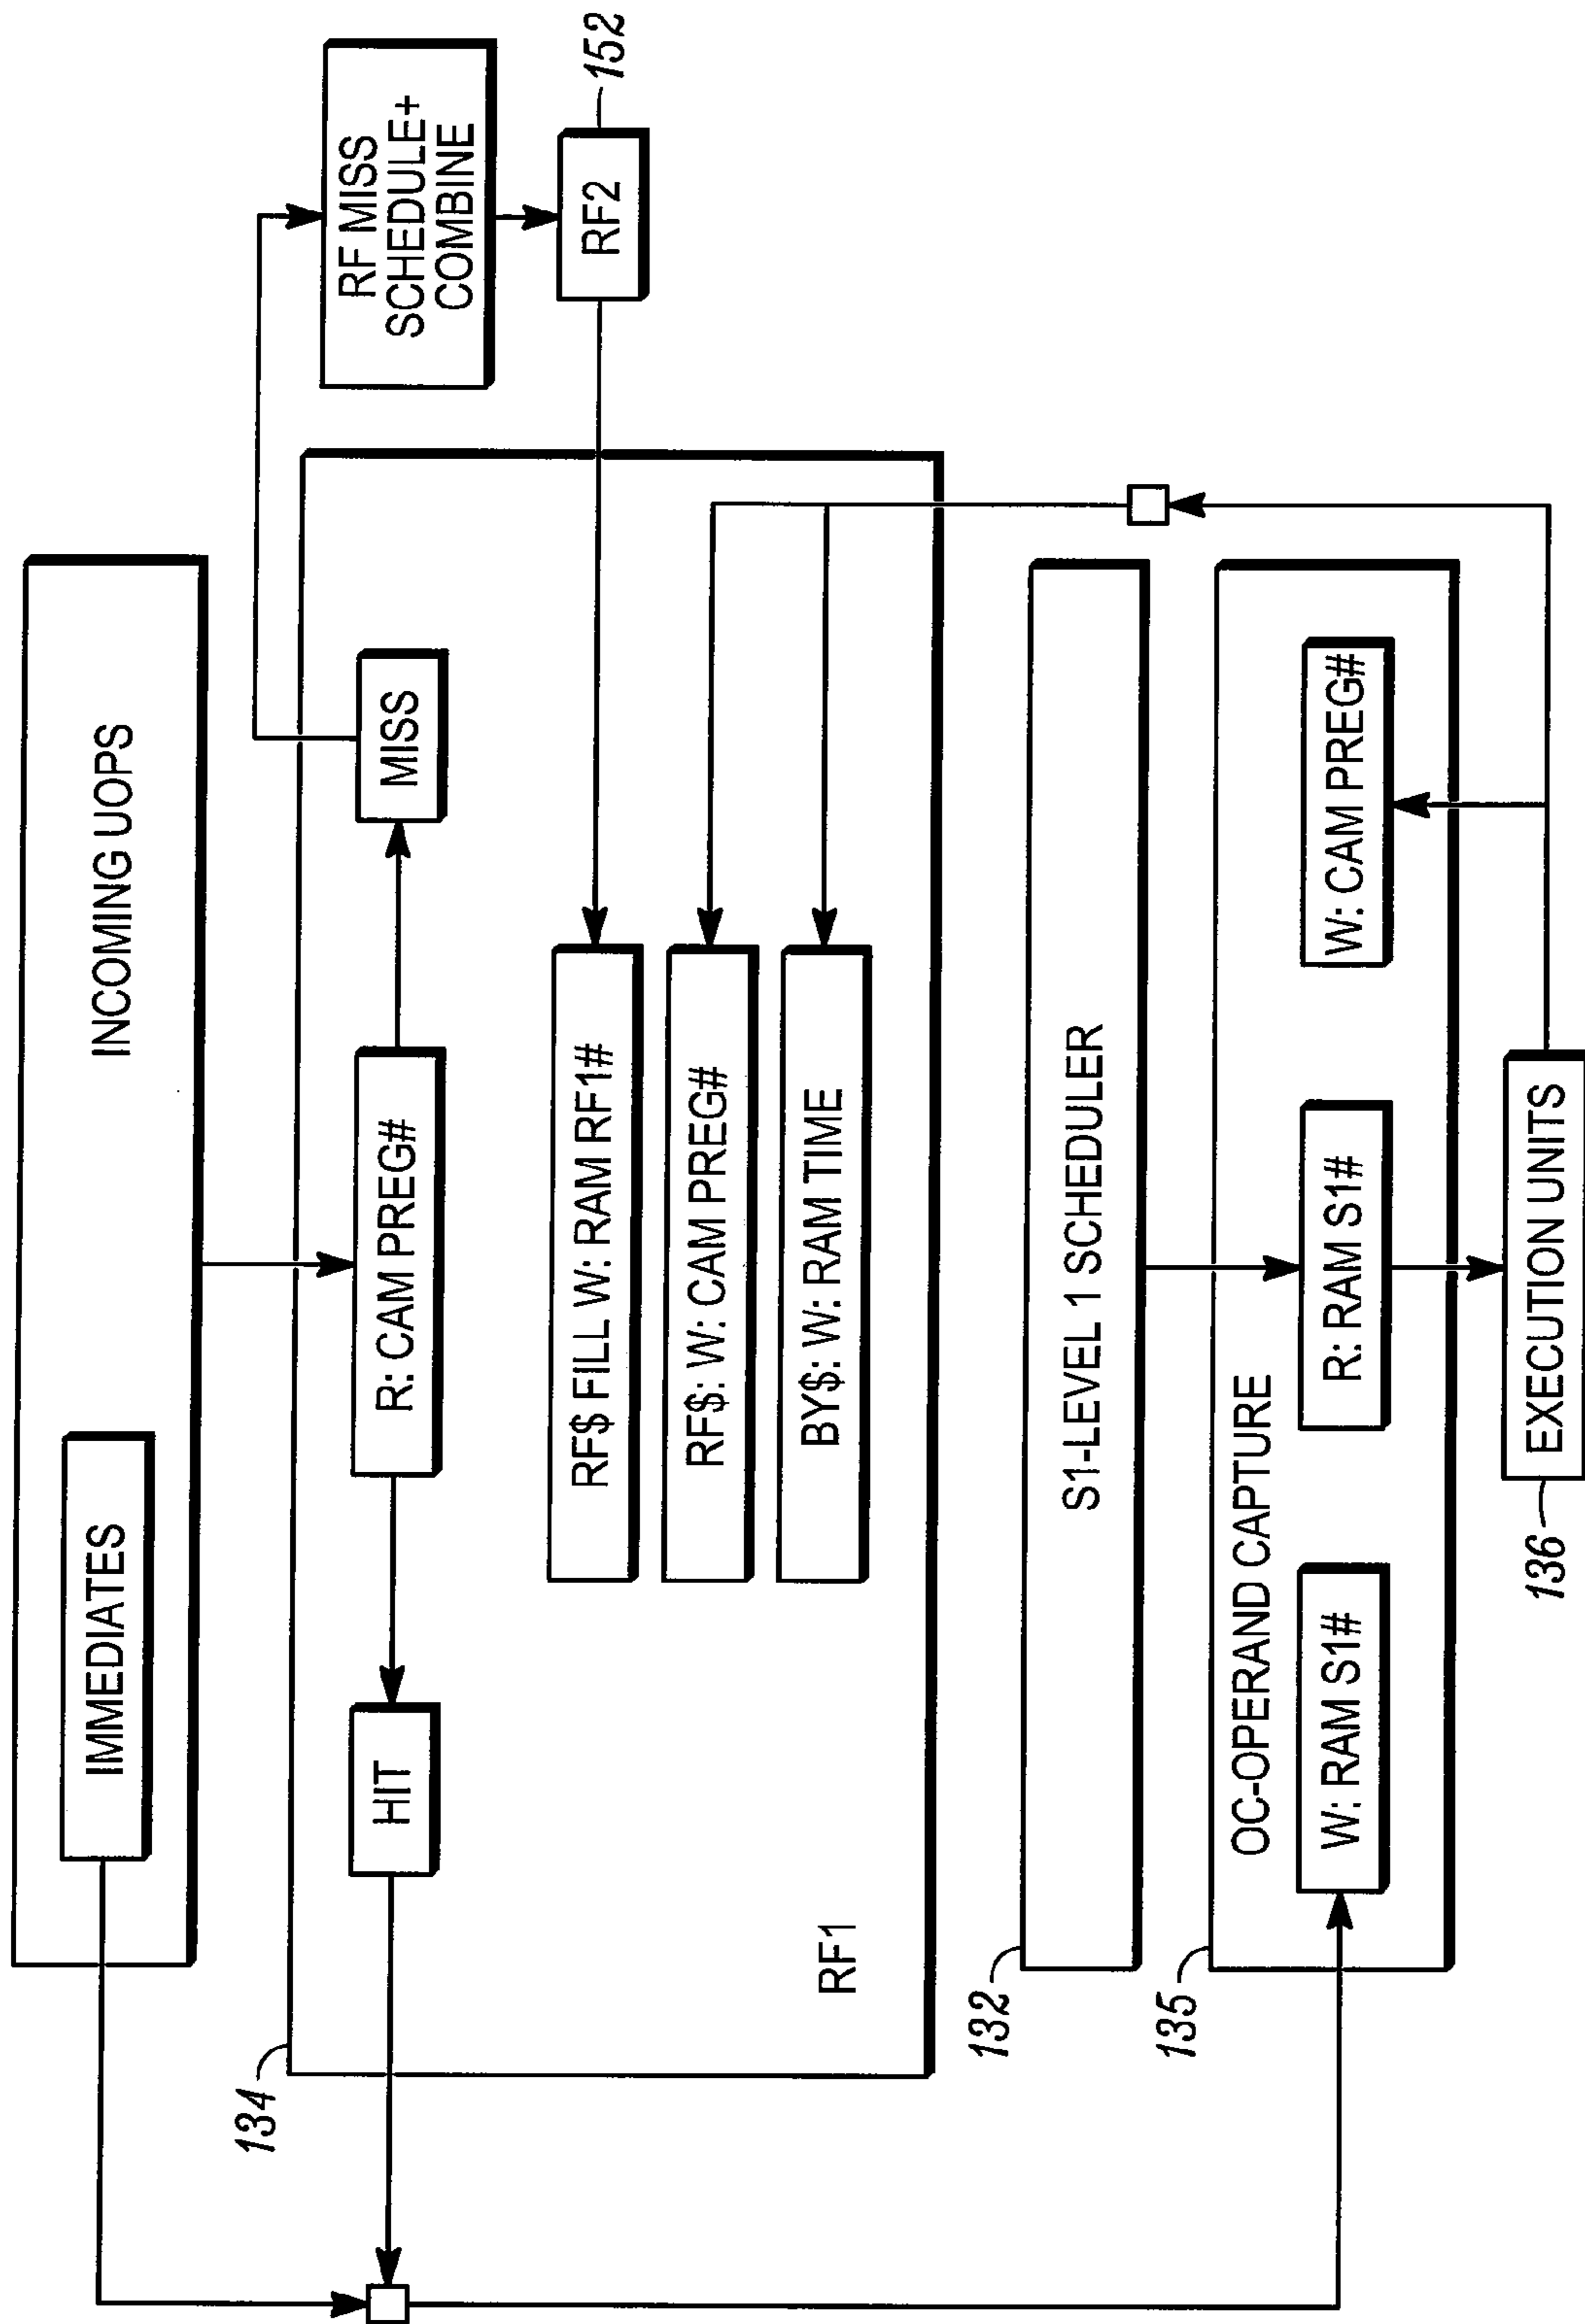 INCOMING UOPS
IMMEDIATES
134
HIT
R: CAM PREG#
MISS
RF MISS
SCHEDULE+
COMBINE
RF2
152
RF$ FILL W: RAM RF1#
RF$: W: CAM PREG#
BY$: W: RAM TIME
RF1
132
S1-LEVEL 1 SCHEDULER
135
OC-OPERAND CAPTURE
W: RAM S1#
R: RAM S1#
W: CAM PREG#
136
EXECUTION UNITS